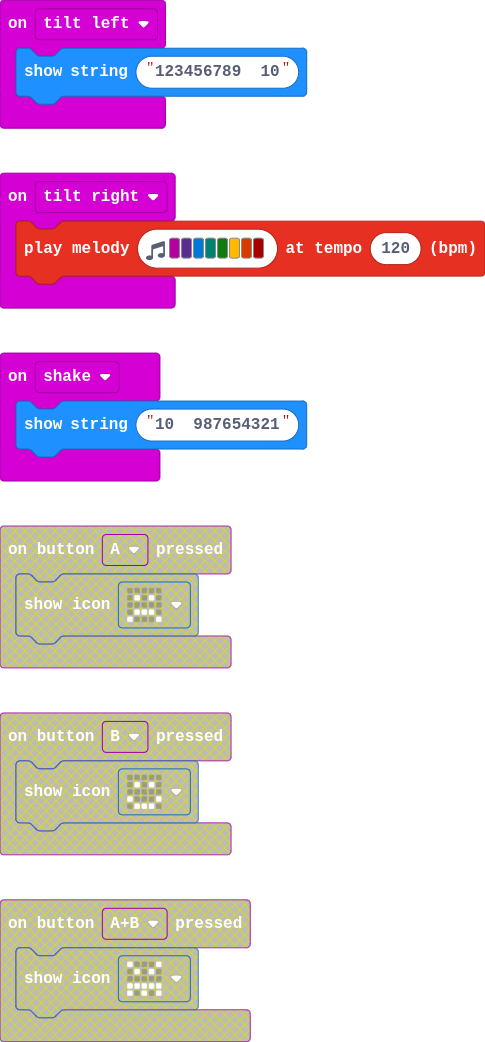 on tilt left
show string "123456789  10"
on tilt right
play melody at tempo 120 (bpm)
on shake
show string "10  987654321"
on button A pressed
show icon
on button B pressed
show icon
on button A+B pressed
show icon